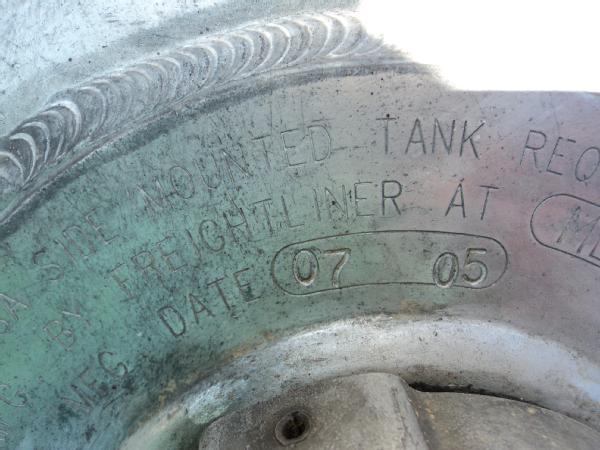 SIDE MOUNTED TANK REQ
BY FREIGHTLINER AT
MFG DATE 07 05